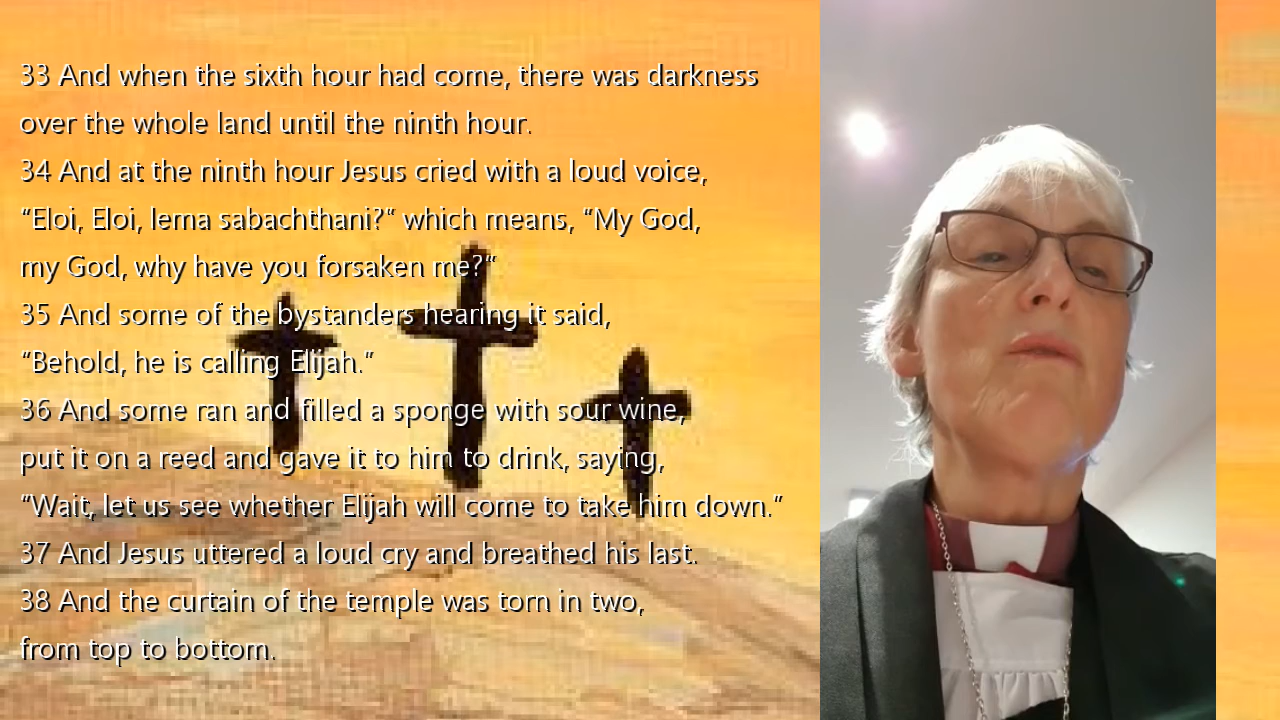 33 And when the sixth hour had come, there was darkness
over the whole land until the ninth hour.
34 And at the ninth hour Jesus cried with a loud voice,
“Eloi, Eloi, lema sabachthani?” which means, “My God,
my God, why have you forsaken me?”
35 And some of the bystanders hearing it said,
“Behold, he is calling Elijah.”
36 And some ran and filled a sponge with sour wine,
put it on a reed and gave it to him to drink, saying,
“Wait, let us see whether Elijah will come to take him down.”
37 And Jesus uttered a loud cry and breathed his last.
38 And the curtain of the temple was torn in two,
from top to bottom.